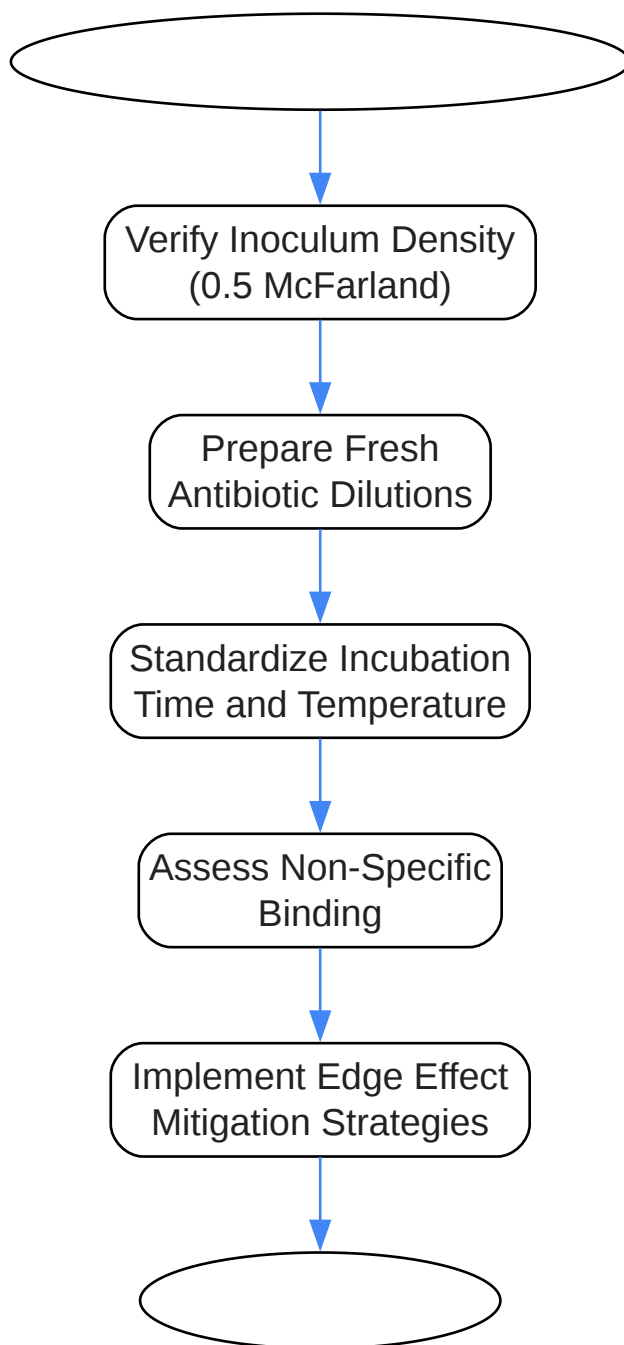 Verify Inoculum Density
(0.5 McFarland)
Prepare Fresh
Antibiotic Dilutions
Standardize Incubation
Time and Temperature
Assess Non-Specific
Binding
Implement Edge Effect
Mitigation Strategies